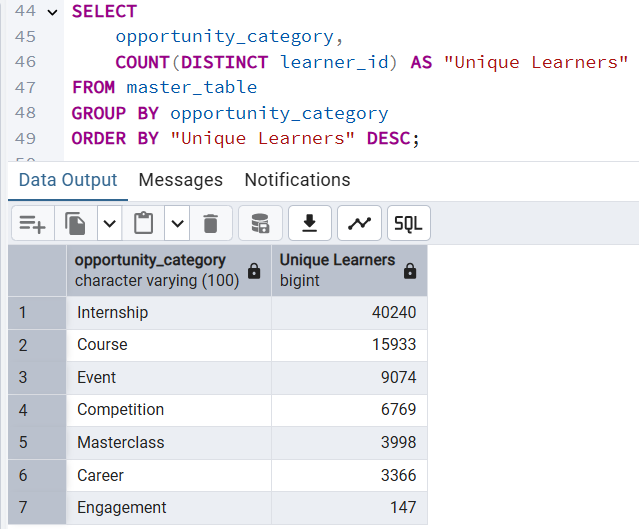 44 SELECT
45 opportunity_category,
46 COUNT(DISTINCT learner_id) AS "Unique Learners"
47 FROM master_table
48 GROUP BY opportunity_category
49 ORDER BY "Unique Learners" DESC;
Data Output Messages Notifications
SQL
opportunity_category Unique Learners
character varying (100) bigint
1 Internship 40240
2 Course 15933
3 Event 9074
4 Competition 6769
5 Masterclass 3998
6 Career 3366
7 Engagement 147